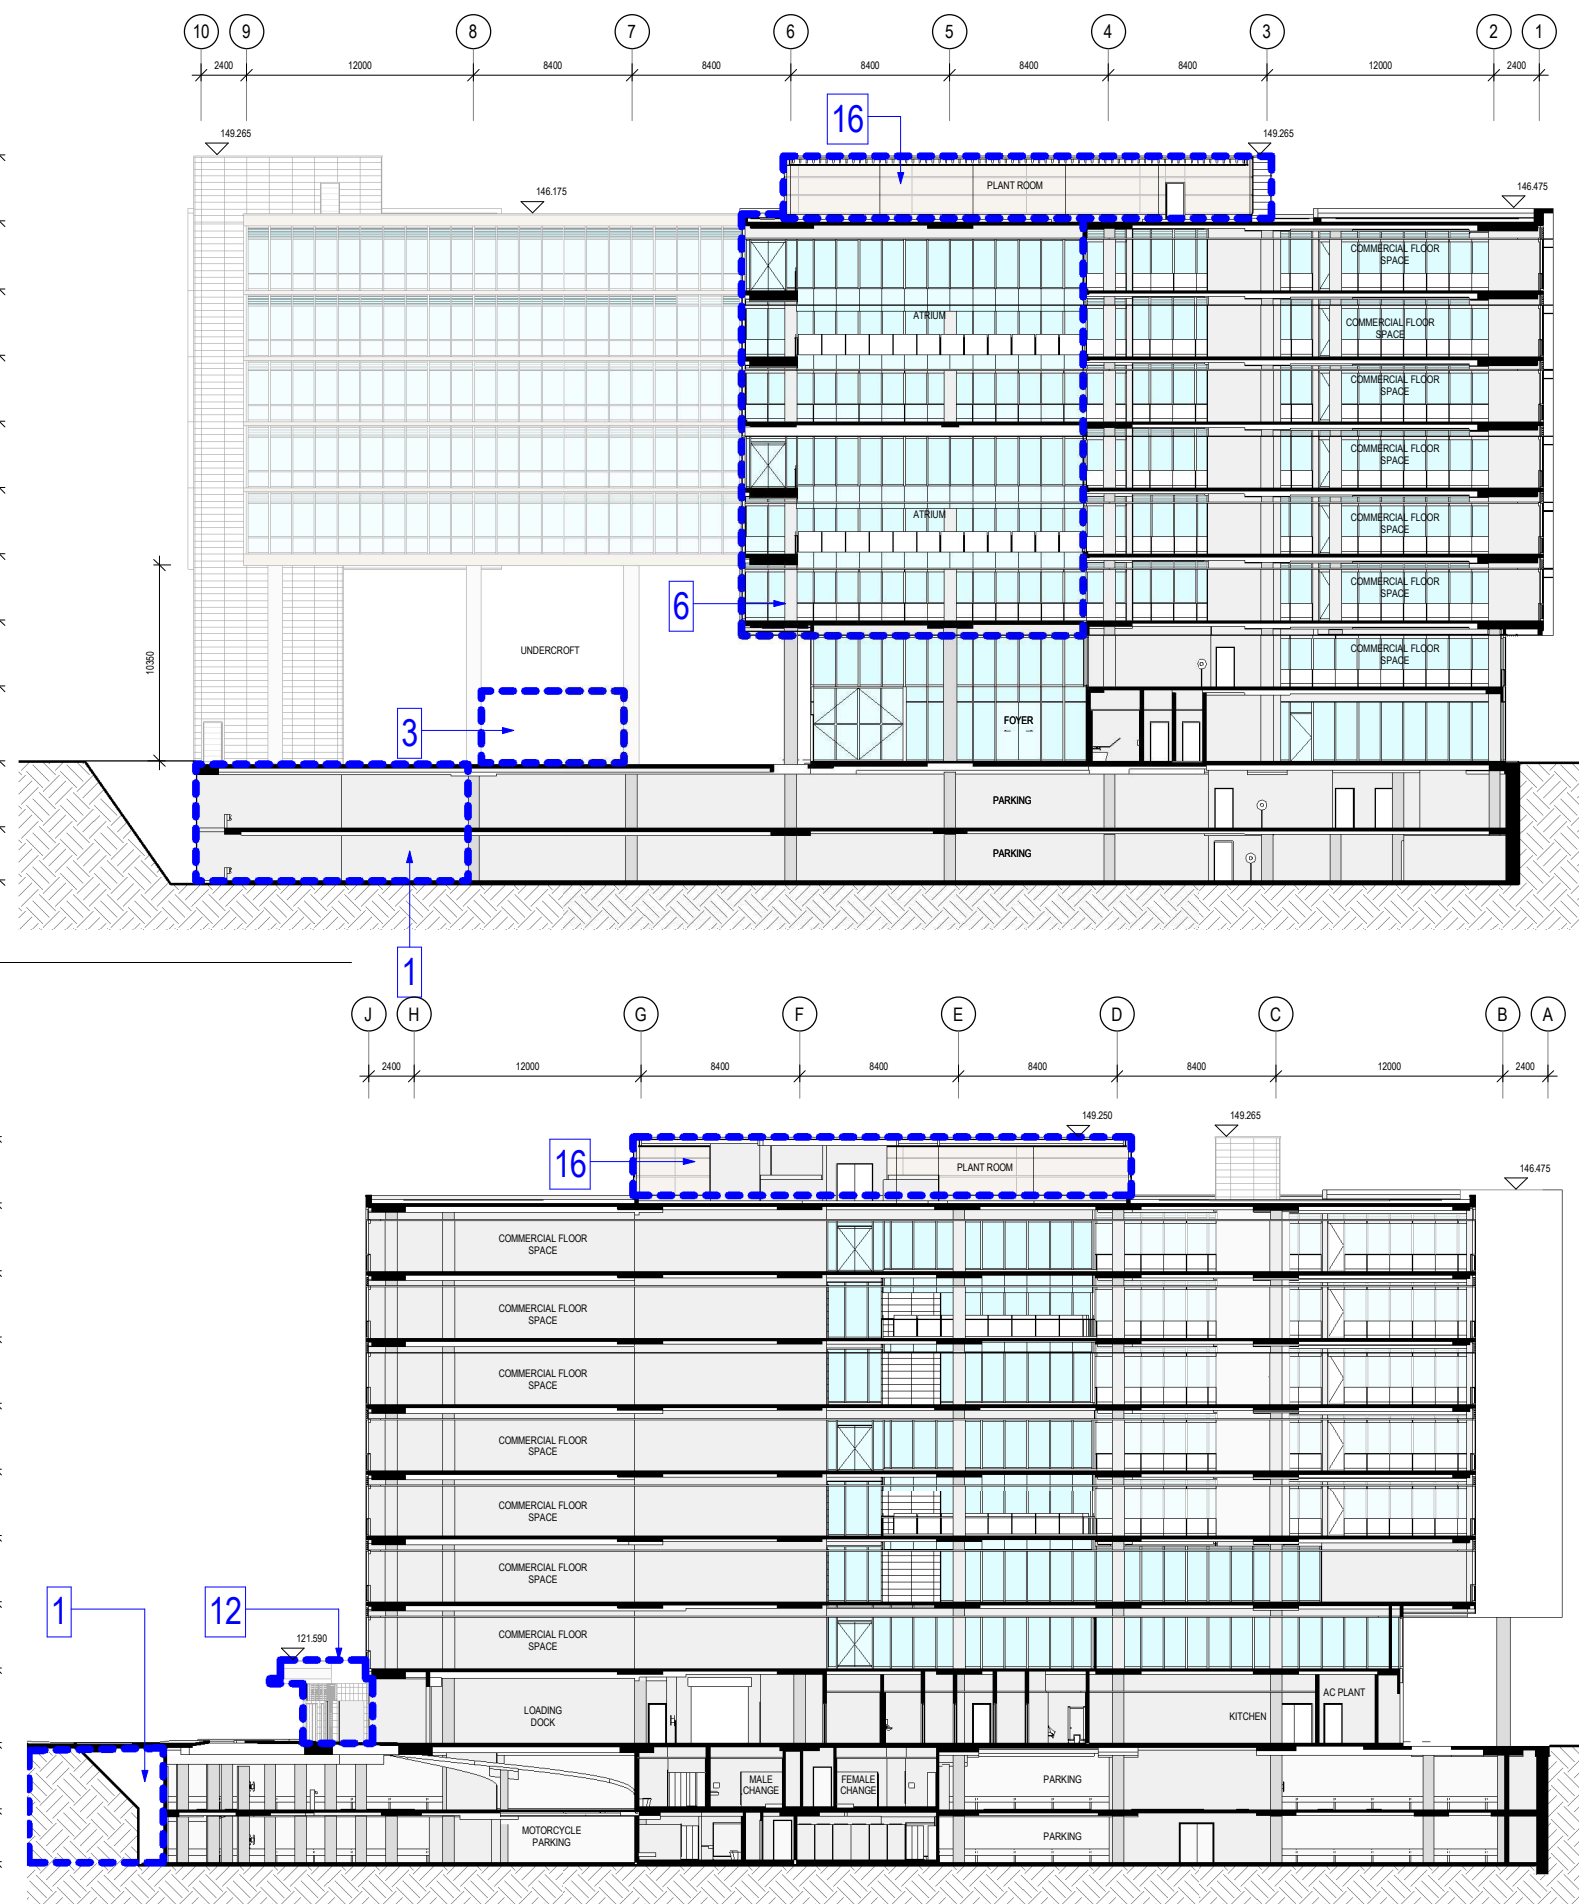 10 9 8 7 6 5 4 3 2 1
2400 12000 8400 8400 8400 8400 8400 12000 2400
16
149.265 149.265
PLANT ROOM
146.175 146.475
COMMERCIAL FLOOR
SPACE
ATRIUM
COMMERCIAL FLOOR
SPACE
COMMERCIAL FLOOR
SPACE
COMMERCIAL FLOOR
SPACE
ATRIUM
COMMERCIAL FLOOR
SPACE
COMMERCIAL FLOOR
SPACE
6
10350
UNDERCROFT
COMMERCIAL FLOOR
SPACE
3
FOYER
PARKING
PARKING
1
J H G F E D C B A
2400 12000 8400 8400 8400 8400 12000 2400
149.250 149.265
16
PLANT ROOM
146.475
COMMERCIAL FLOOR
SPACE
COMMERCIAL FLOOR
SPACE
COMMERCIAL FLOOR
SPACE
COMMERCIAL FLOOR
SPACE
COMMERCIAL FLOOR
SPACE
COMMERCIAL FLOOR
SPACE
1 12
121.590
COMMERCIAL FLOOR
SPACE
LOADING
DOCK
KITCHEN
AC PLANT
MALE
CHANGE
FEMALE
CHANGE
PARKING
MOTORCYCLE
PARKING
PARKING